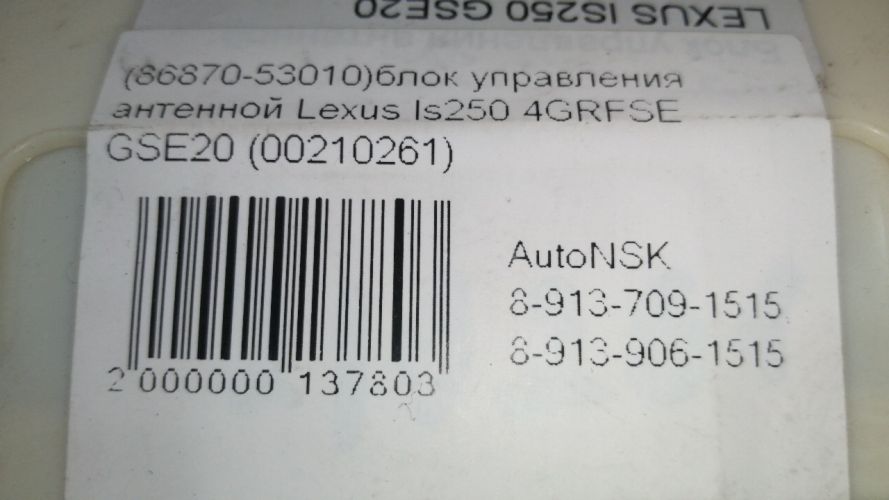 LEXUS IS250 GSE20
(86870-53010)блок управления
антенной Lexus Is250 4GRFSE
GSE20 (00210261)
AutoNSK
8-913-709-1515
8-913-906-1515
2 000000 137803